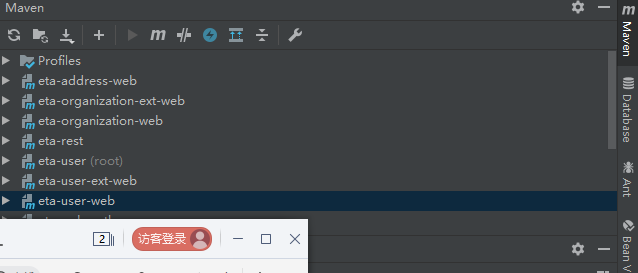 Maven
Profiles
eta-address-web
eta-organization-ext-web
eta-organization-web
eta-rest
eta-user (root)
eta-user-ext-web
eta-user-web
2
访客登录
m Maven
Database
Ant
Bean V